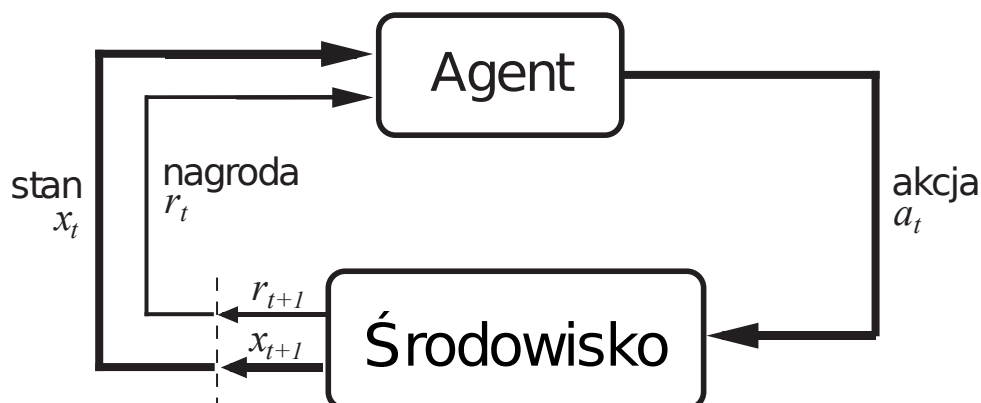 Agent
nagroda
r_t
stan
x_t
akcja
a_t
r_{t+1}
x_{t+1}
Środowisko